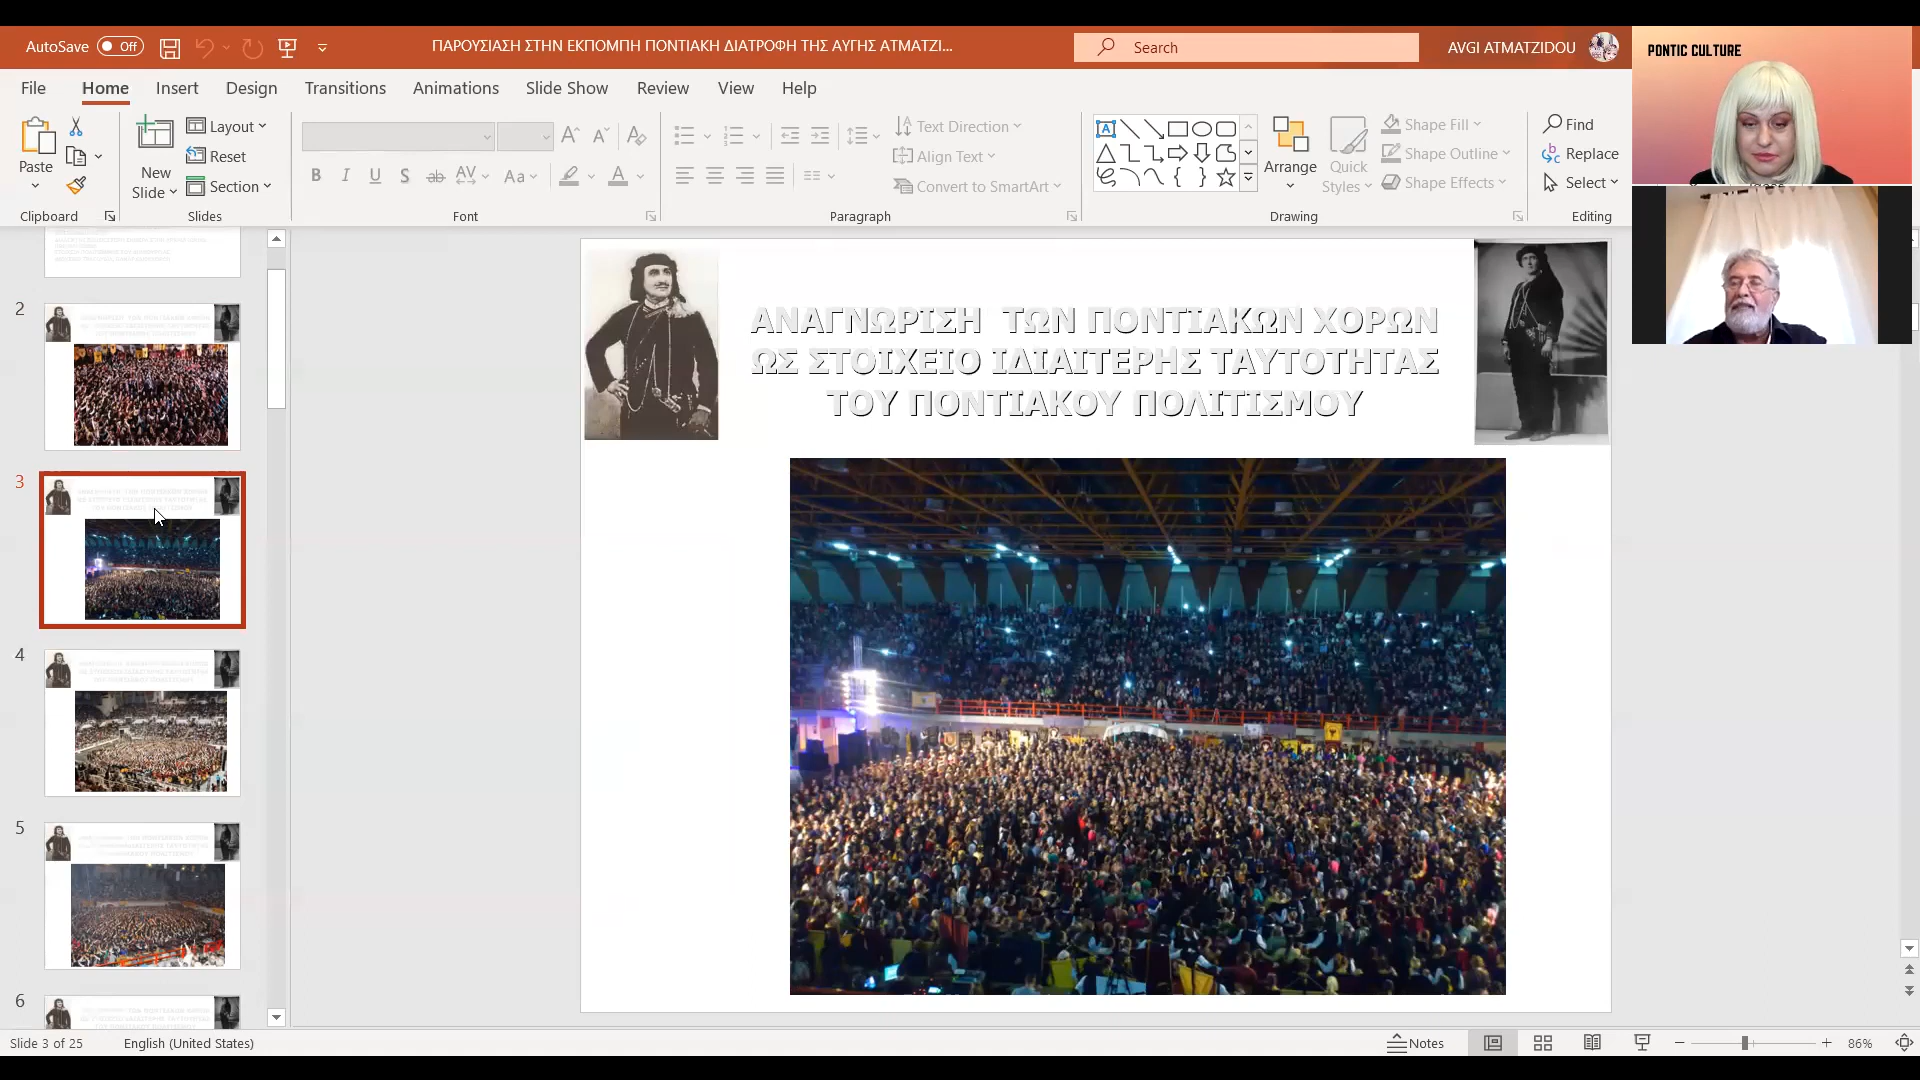 AutoSave Off
ΠΑΡΟΥΣΙΑΣΗ ΣΤΗΝ ΕΚΠΟΜΠΗ ΠΟΝΤΙΑΚΗ ΔΙΑΤΡΟΦΗ ΤΗΣ ΑΥΓΗΣ ΑΤΜΑΤΖΙ...
Search
AVGI ATMATZIDOU
PONTIC CULTURE
File Home Insert Design Transitions Animations Slide Show Review View Help
Paste
New Slide
Layout
Reset
Section
Text Direction
Align Text
Convert to SmartArt
Arrange
Quick Styles
Shape Fill
Shape Outline
Shape Effects
Find
Replace
Select
Clipboard Slides Font Paragraph Drawing Editing
2
3
4
5
6
ΑΝΑΓΝΩΡΙΣΗ ΤΩΝ ΠΟΝΤΙΑΚΩΝ ΧΟΡΩΝ
ΩΣ ΣΤΟΙΧΕΙΟ ΙΔΙΑΙΤΕΡΗΣ ΤΑΥΤΟΤΗΤΑΣ
ΤΟΥ ΠΟΝΤΙΑΚΟΥ ΠΟΛΙΤΙΣΜΟΥ
Slide 3 of 25
English (United States)
Notes
86%